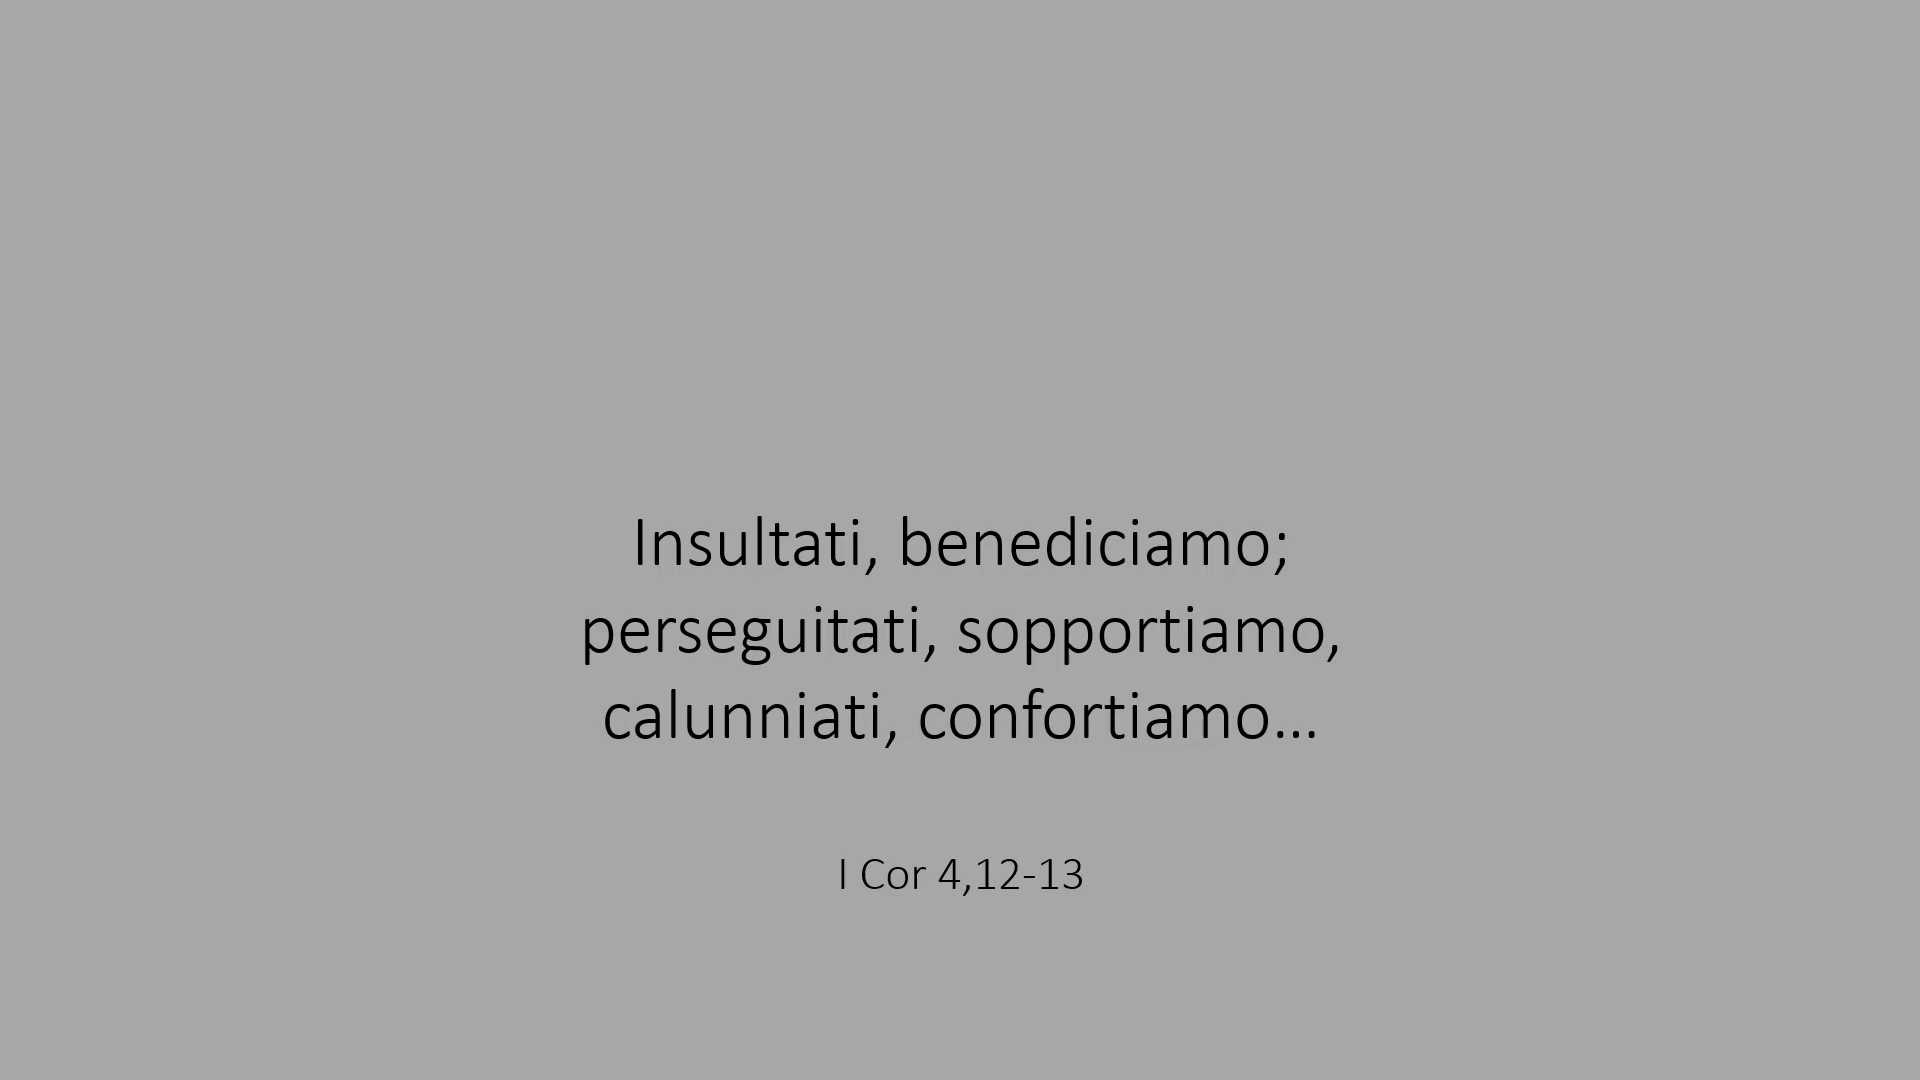 Insultati, benediciamo;
perseguitati, sopportiamo,
calunniati, confortiamo…
I Cor 4,12-13